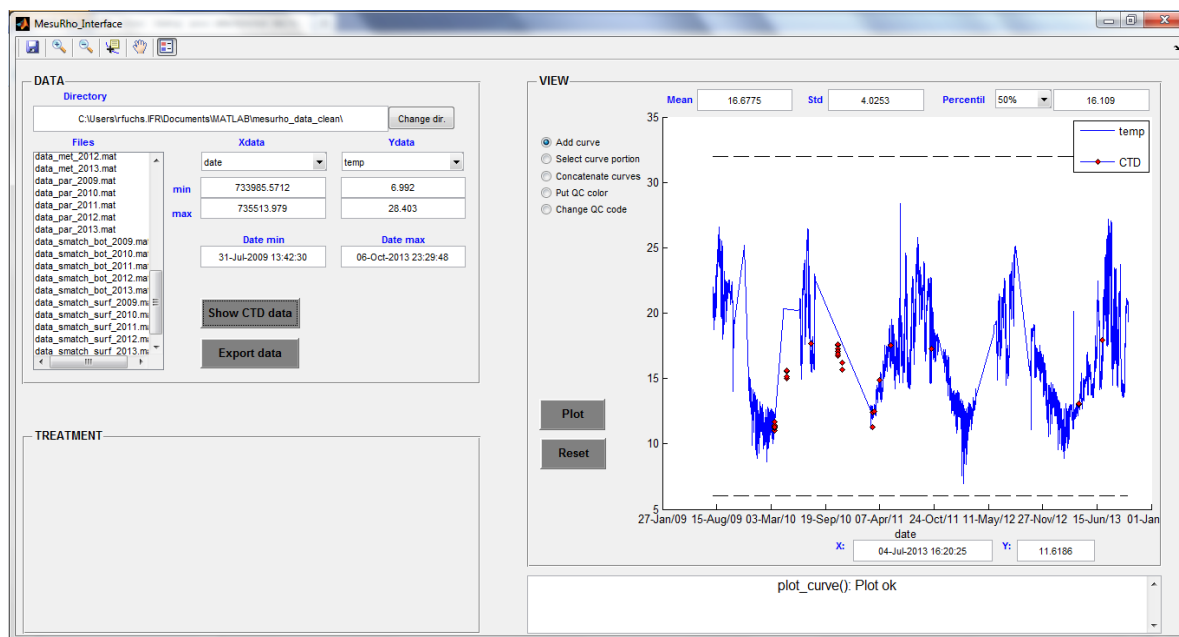 MesuRho_Interface
DATA
Directory
C:\Users\rfuchs.IFR\Documents\MATLAB\mesurho_data_clean\
Change dir.
Files
Xdata
Ydata
data_met_2012.mat
data_met_2013.mat
data_par_2009.mat
data_par_2010.mat
data_par_2011.mat
data_par_2012.mat
data_par_2013.mat
data_smatch_bot_2009.mat
data_smatch_bot_2010.mat
data_smatch_bot_2011.mat
data_smatch_bot_2012.mat
data_smatch_bot_2013.mat
data_smatch_surf_2009.ma
data_smatch_surf_2010.ma
data_smatch_surf_2011.ma
data_smatch_surf_2012.ma
data_smatch_surf_2013.ma
date
temp
min
733985.5712
6.992
max
735513.979
28.403
Date min
Date max
31-Jul-2009 13:42:30
06-Oct-2013 23:29:48
Show CTD data
Export data
TREATMENT
VIEW
Mean
16.6775
Std
4.0253
Percentil
50%
16.109
Add curve
Select curve portion
Concatenate curves
Put QC color
Change QC code
Plot
Reset
temp
CTD
35
30
25
20
15
10
5
27-Jan/09
15-Aug/09
03-Mar/10
19-Sep/10
07-Apr/11
24-Oct/11
11-May/12
27-Nov/12
15-Jun/13
01-Jan
date
X:
04-Jul-2013 16:20:25
Y:
11.6186
plot_curve(): Plot ok